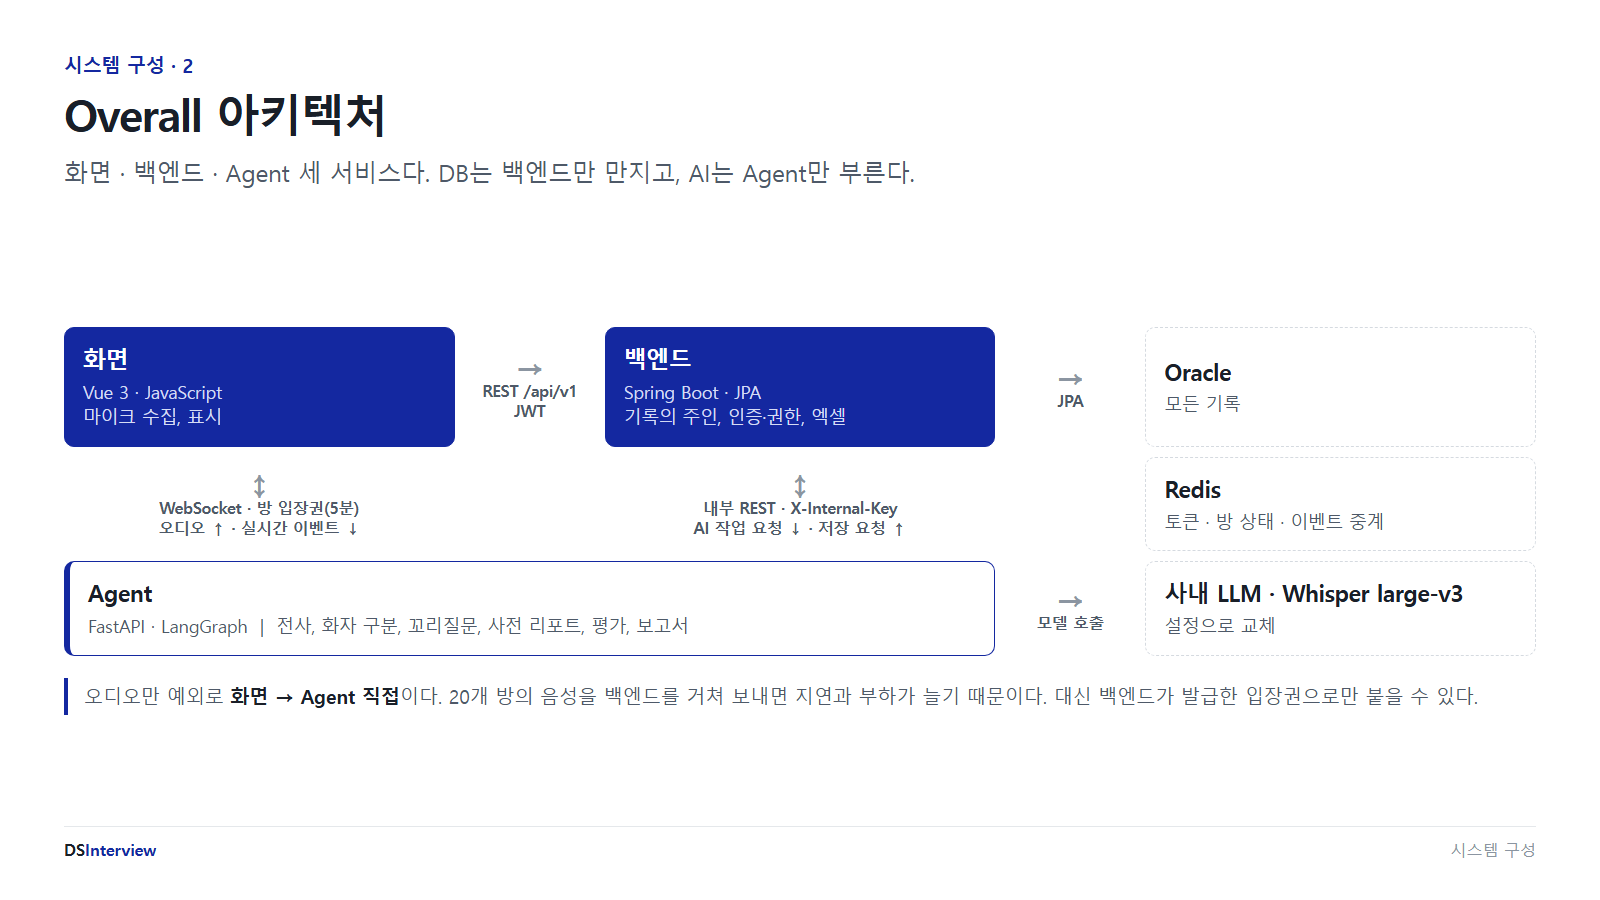 시스템 구성 · 2
Overall 아키텍처
화면 · 백엔드 · Agent 세 서비스다. DB는 백엔드만 만지고, AI는 Agent만 부른다.
화면
Vue 3 · JavaScript
마이크 수집, 표시
→
REST /api/v1
JWT
백엔드
Spring Boot · JPA
기록의 주인, 인증·권한, 엑셀
→
JPA
Oracle
모든 기록
↕
WebSocket · 방 입장권(5분)
오디오 ↑ · 실시간 이벤트 ↓
↕
내부 REST · X-Internal-Key
AI 작업 요청 ↓ · 저장 요청 ↑
Redis
토큰 · 방 상태 · 이벤트 중계
Agent
FastAPI · LangGraph | 전사, 화자 구분, 꼬리질문, 사전 리포트, 평가, 보고서
→
모델 호출
사내 LLM · Whisper large-v3
설정으로 교체
오디오만 예외로 화면 → Agent 직접이다. 20개 방의 음성을 백엔드를 거쳐 보내면 지연과 부하가 늘기 때문이다. 대신 백엔드가 발급한 입장권으로만 붙을 수 있다.
DSInterview
시스템 구성